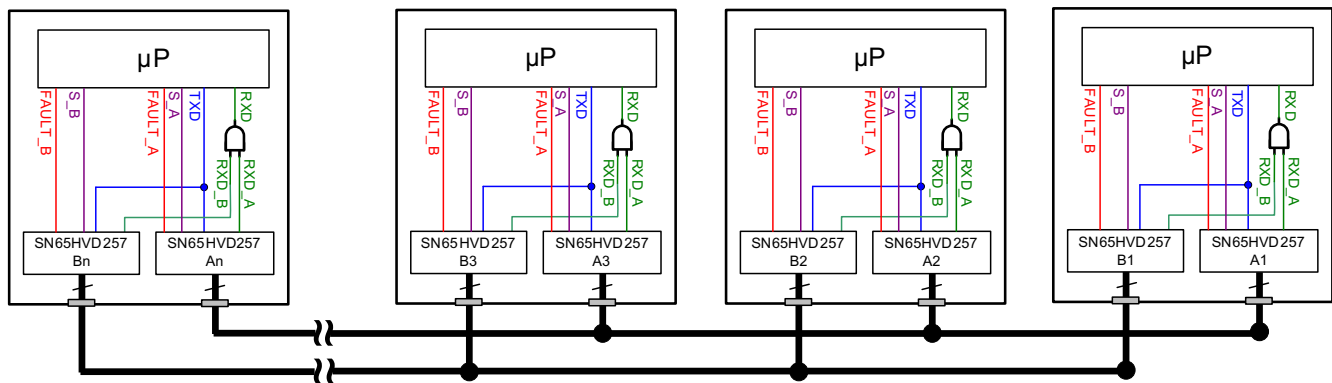 µP
FAULT_B
S_B
FAULT_A
S_A
TXD
RXD
RXD_B
RXD_A
SN65HVD257
Bn
SN65HVD257
An
µP
FAULT_B
S_B
FAULT_A
S_A
TXD
RXD
RXD_B
RXD_A
SN65HVD257
B3
SN65HVD257
A3
µP
FAULT_B
S_B
FAULT_A
S_A
TXD
RXD
RXD_B
RXD_A
SN65HVD257
B2
SN65HVD257
A2
µP
FAULT_B
S_B
FAULT_A
S_A
TXD
RXD
RXD_B
RXD_A
SN65HVD257
B1
SN65HVD257
A1